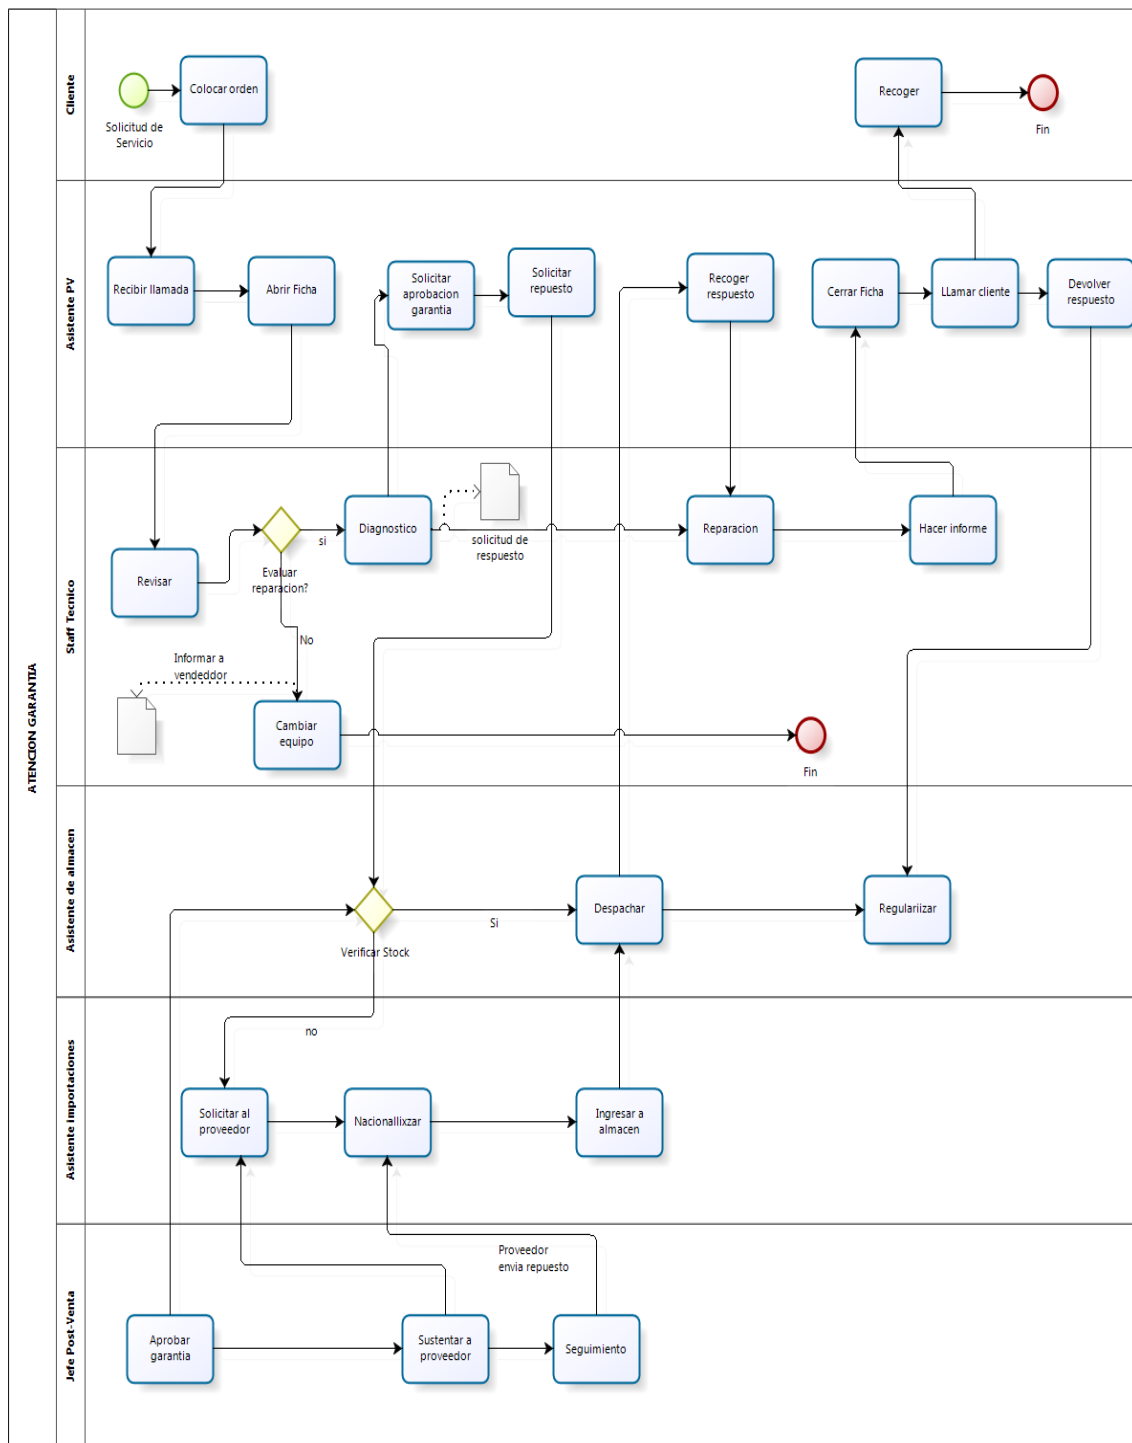 ATENCION GARANTIA
Cliente
Solicitud de
Servicio
Colocar orden
Recoger
Fin
Asistente PV
Recibir llamada
Abrir Ficha
Solicitar
aprobacion
garantia
Solicitar
repuesto
Recoger
respuesto
Cerrar Ficha
LLamar cliente
Devolver
respuesto
Staff Tecnico
Revisar
Evaluar
reparacion?
si
No
Diagnostico
solicitud de
respuesto
Reparacion
Hacer informe
Informar a
vendeddor
Cambiar
equipo
Fin
Asistente de almacen
Verificar Stock
Si
Despachar
Regulariizar
no
Asistente importaciones
Solicitar al
proveedor
Nacionallixzar
Ingresar a
almacen
Jefe Post-Venta
Proveedor
envia repuesto
Aprobar
garantia
Sustentar a
proveedor
Seguimiento